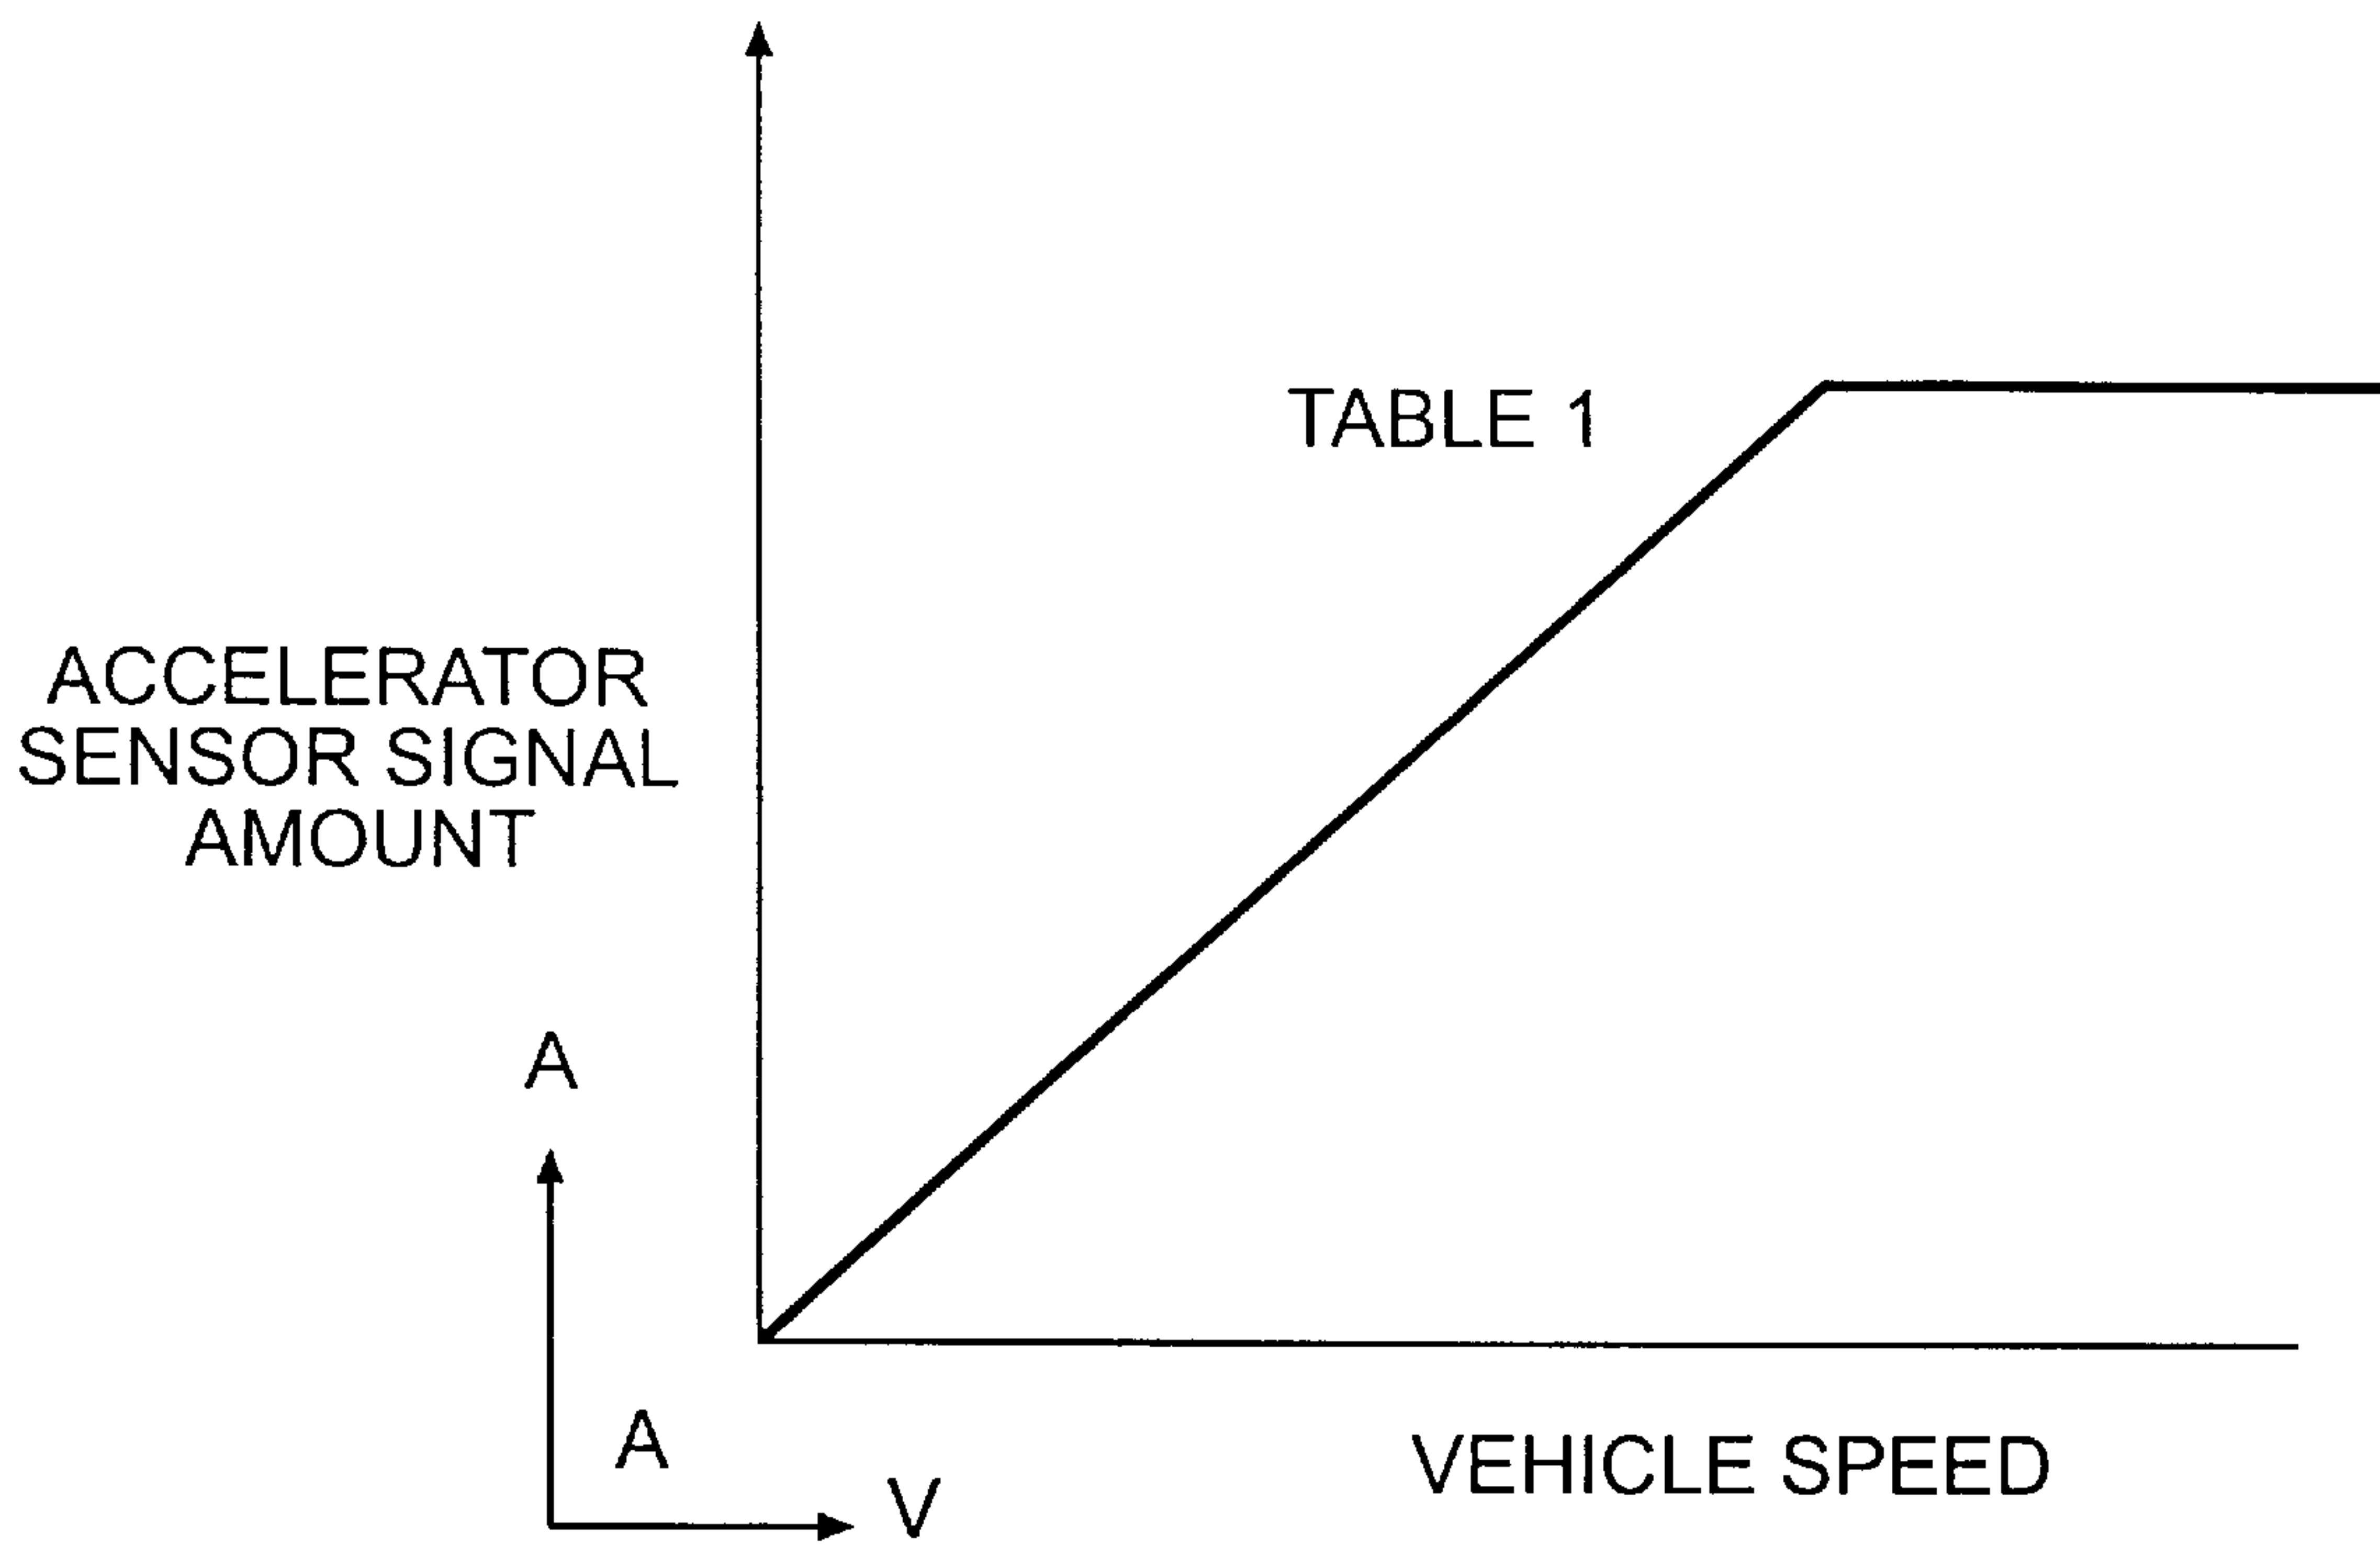 TABLE 1
ACCELERATOR
SENSOR SIGNAL
AMOUNT
A
A
V
VEHICLE SPEED